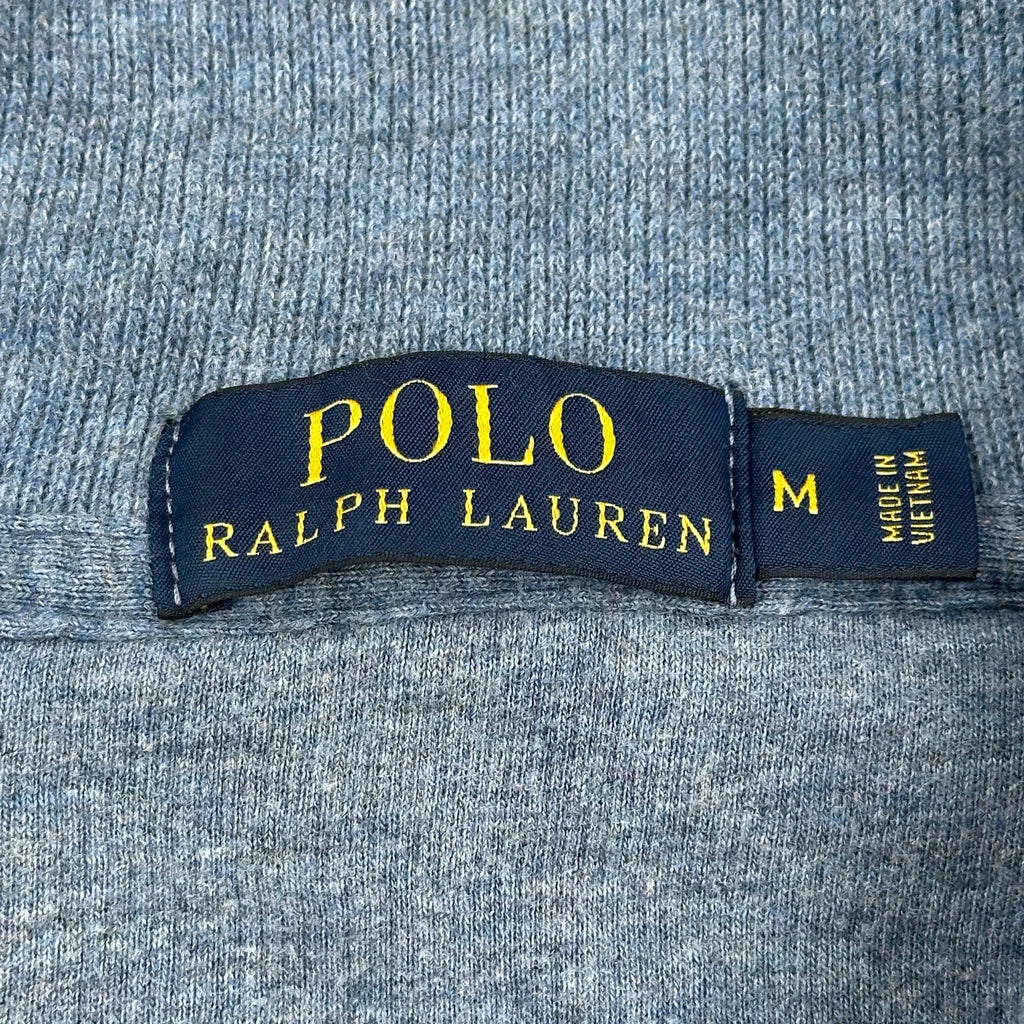 POLO
RALPH LAUREN
M
MADE IN
VIETNAM